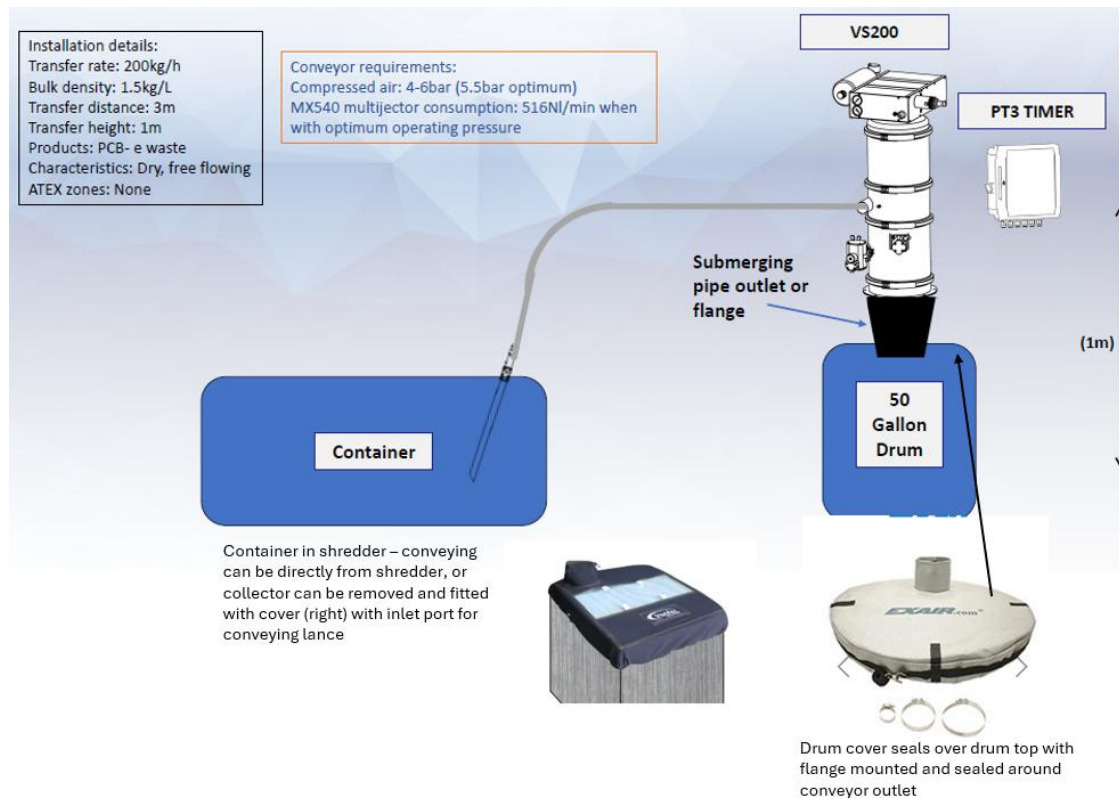 VS200
Installation details:
Transfer rate: 200kg/h
Bulk density: 1.5kg/L
Transfer distance: 3m
Transfer height: 1m
Products: PCB- e waste
Characteristics: Dry, free flowing
ATEX zones: None
Conveyor requirements:
Compressed air: 4-6bar (5.5bar optimum)
MX540 multijector consumption: 516Nl/min when
with optimum operating pressure
PT3 TIMER
Submerging
pipe outlet or
flange
(1m)
50
Gallon
Drum
Container
Container in shredder – conveying
can be directly from shredder, or
collector can be removed and fitted
with cover (right) with inlet port for
conveying lance
EXAIR.com
Drum cover seals over drum top with
flange mounted and sealed around
conveyor outlet